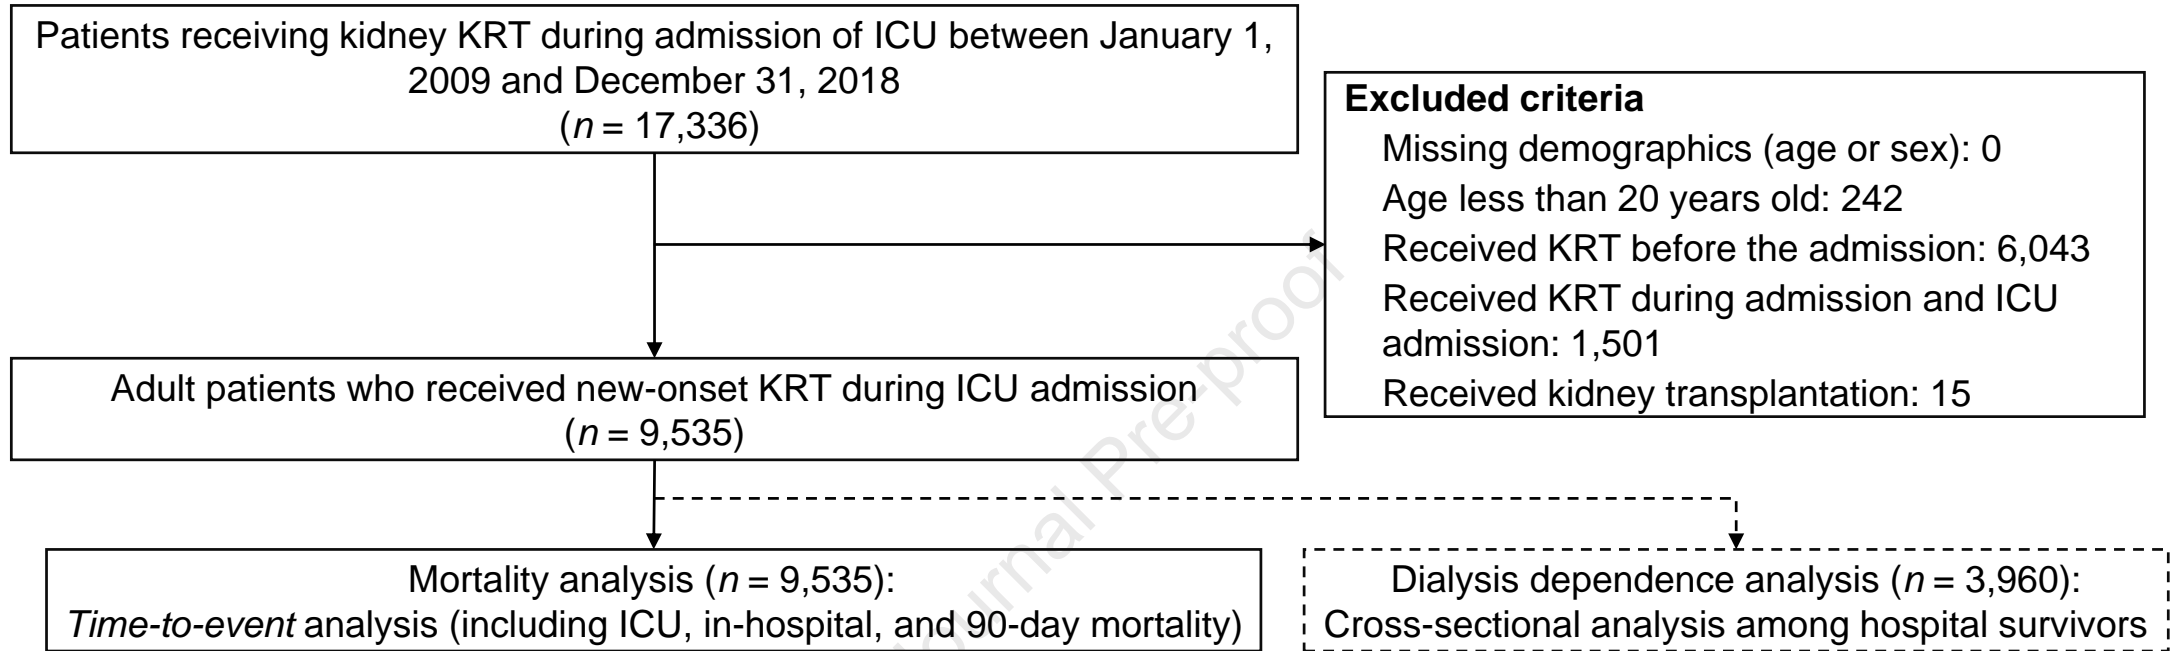 Patients receiving kidney KRT during admission of ICU between January 1,
2009 and December 31, 2018
(n = 17,336)
Excluded criteria
Missing demographics (age or sex): 0
Age less than 20 years old: 242
Received KRT before the admission: 6,043
Received KRT during admission and ICU
admission: 1,501
Received kidney transplantation: 15
Adult patients who received new-onset KRT during ICU admission
(n = 9,535)
Mortality analysis (n = 9,535):
Time-to-event analysis (including ICU, in-hospital, and 90-day mortality)
Dialysis dependence analysis (n = 3,960):
Cross-sectional analysis among hospital survivors
Journal Pre-proof